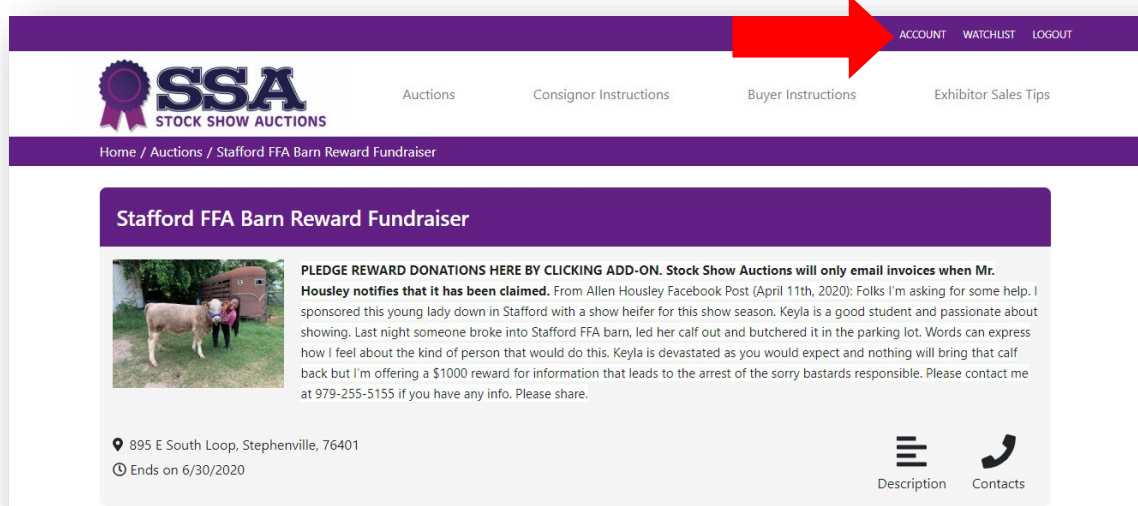 ACCOUNT WATCHLIST LOGOUT
SSA
STOCK SHOW AUCTIONS
Auctions Consignor Instructions Buyer Instructions Exhibitor Sales Tips
Home / Auctions / Stafford FFA Barn Reward Fundraiser
Stafford FFA Barn Reward Fundraiser
PLEDGE REWARD DONATIONS HERE BY CLICKING ADD-ON. Stock Show Auctions will only email invoices when Mr.
Housley notifies that it has been claimed. From Allen Housley Facebook Post (April 11th, 2020): Folks I'm asking for some help. I
sponsored this young lady down in Stafford with a show heifer for this show season. Keyla is a good student and passionate about
showing. Last night someone broke into Stafford FFA barn, led her calf out and butchered it in the parking lot. Words can express
how I feel about the kind of person that would do this. Keyla is devastated as you would expect and nothing will bring that calf
back but I'm offering a $1000 reward for information that leads to the arrest of the sorry bastards responsible. Please contact me
at 979-255-5155 if you have any info. Please share.
895 E South Loop, Stephenville, 76401
Ends on 6/30/2020
Description Contacts